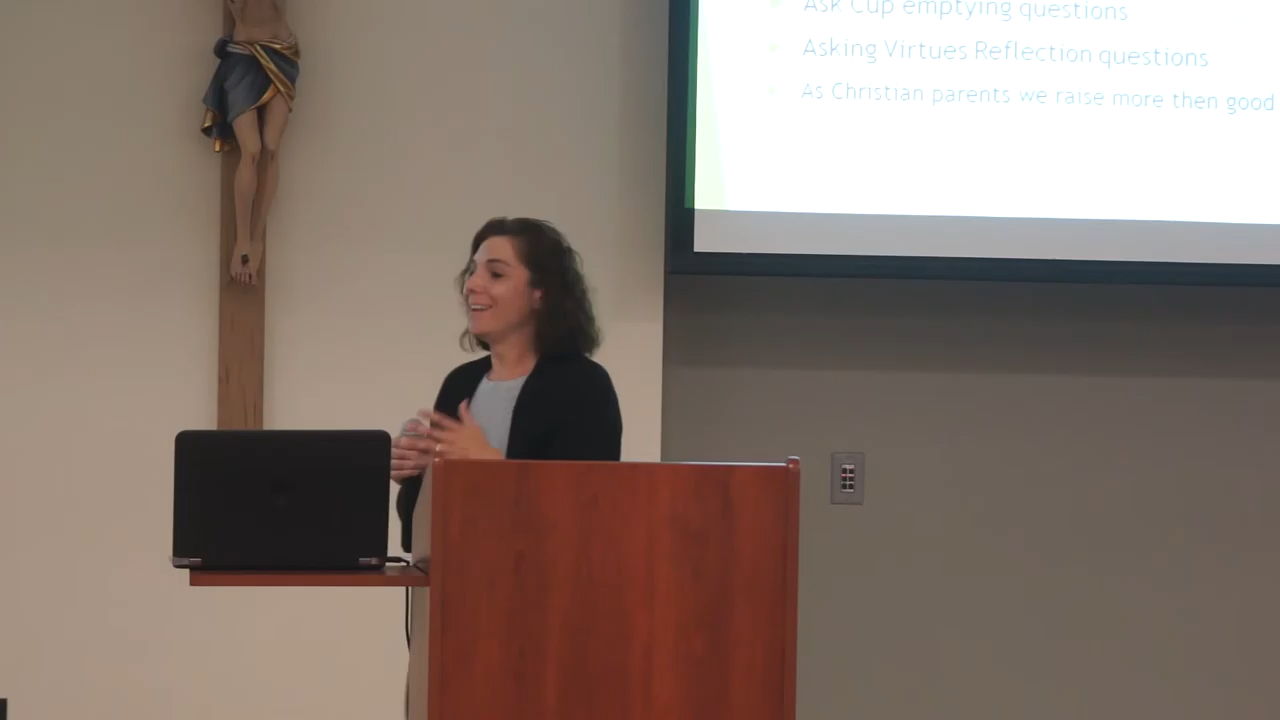 Ask Cup emptying questions
Asking Virtues Reflection questions
As Christian parents we raise more then good